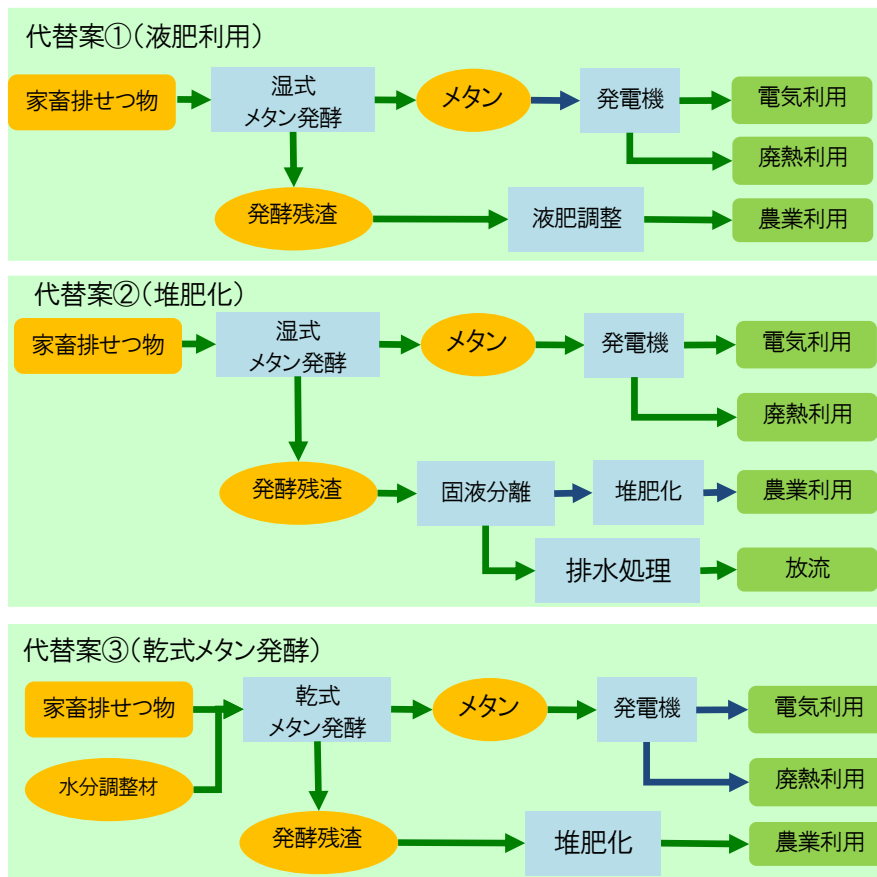 代替案①(液肥利用)
家畜排せつ物
湿式
メタン発酵
メタン
発電機
電気利用
廃熱利用
発酵残渣
液肥調整
農業利用
代替案②(堆肥化)
家畜排せつ物
湿式
メタン発酵
メタン
発電機
電気利用
廃熱利用
発酵残渣
固液分離
堆肥化
農業利用
排水処理
放流
代替案③(乾式メタン発酵)
家畜排せつ物
乾式
メタン発酵
メタン
発電機
電気利用
水分調整材
廃熱利用
発酵残渣
堆肥化
農業利用